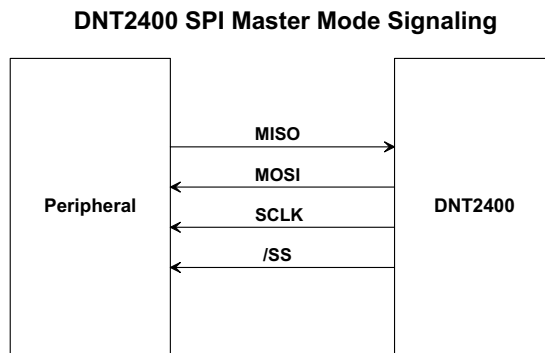 DNT2400 SPI Master Mode Signaling
MISO
MOSI
Peripheral
DNT2400
SCLK
/SS